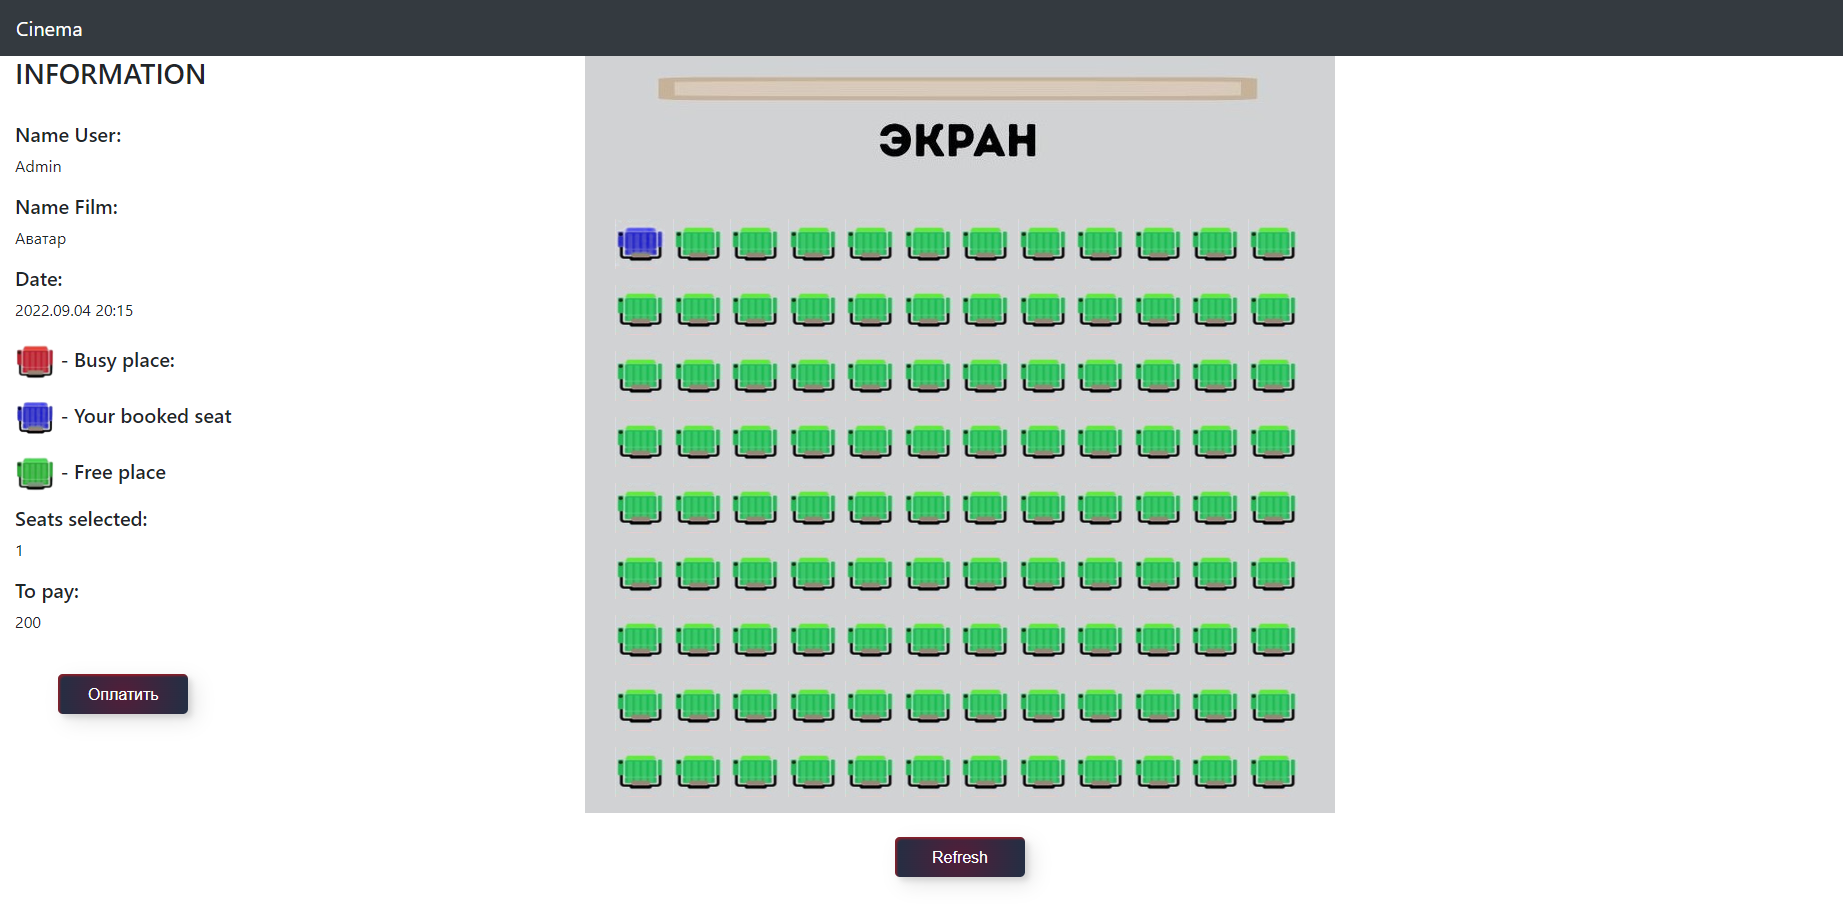 Cinema
INFORMATION
Name User:
Admin
Name Film:
Аватар
Date:
2022.09.04 20:15
- Busy place:
- Your booked seat
- Free place
Seats selected:
1
To pay:
200
Оплатить
ЭКРАН
Refresh